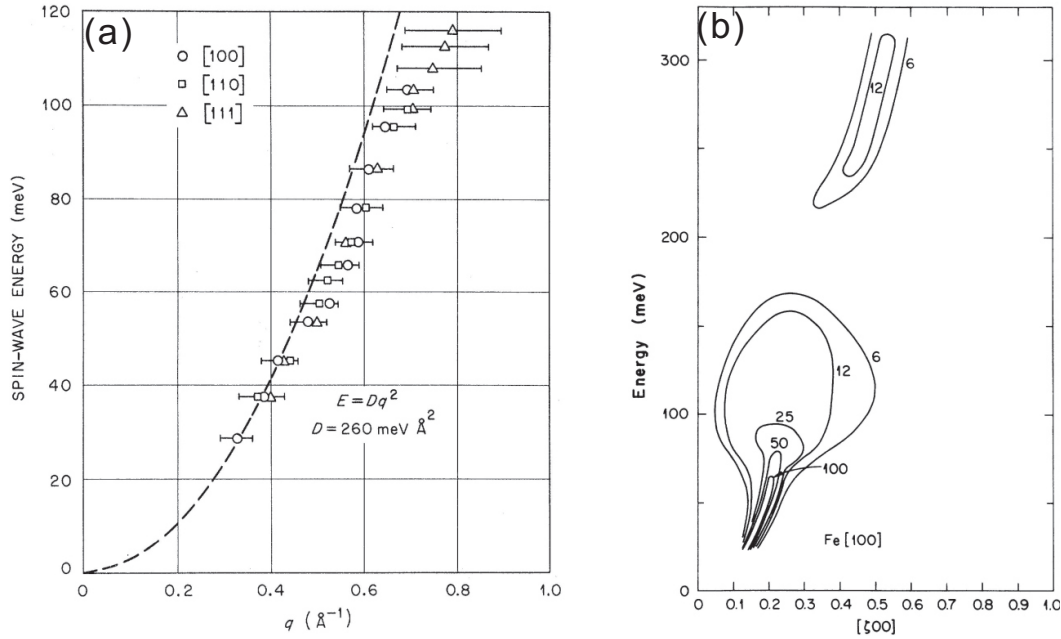 (a)
[100]
[110]
[111]
SPIN–WAVE ENERGY (meV)
120
100
80
60
40
20
0
E = Dq²
D = 260 meV Å²
0
0.2
0.4
0.6
0.8
1.0
q (Å⁻¹)
(b)
Energy (meV)
300
200
100
0
6
12
6
12
25
50
100
Fe [100]
0 0.1 0.2 0.3 0.4 0.5 0.6 0.7 0.8 0.9 1.0
[ζ00]